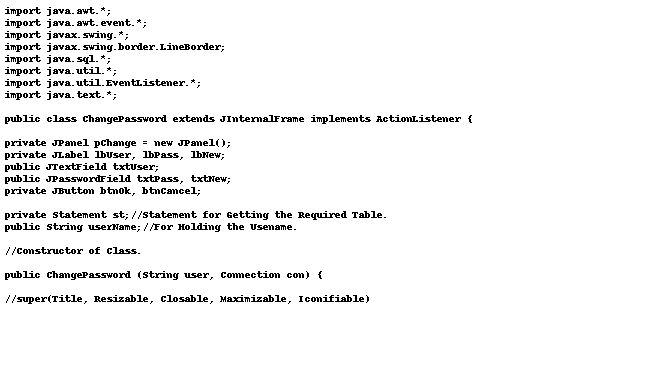 import java.awt.*;
import java.awt.event.*;
import javax.swing.*;
import javax.swing.border.LineBorder;
import java.sql.*;
import java.util.*;
import java.util.EventListener.*;
import java.text.*;
public class ChangePassword extends JInternalFrame implements ActionListener {
private JPanel pChange = new JPanel();
private JLabel lbUser, lbPass, lbNew;
public JTextField txtUser;
public JPasswordField txtPass, txtNew;
private JButton btnOk, btnCancel;
private Statement st;//Statement for Getting the Required Table.
public String userName;//For Holding the Usename.
//Constructor of Class.
public ChangePassword (String user, Connection con) {
//super(Title, Resizable, Closable, Maximizable, Iconifiable)